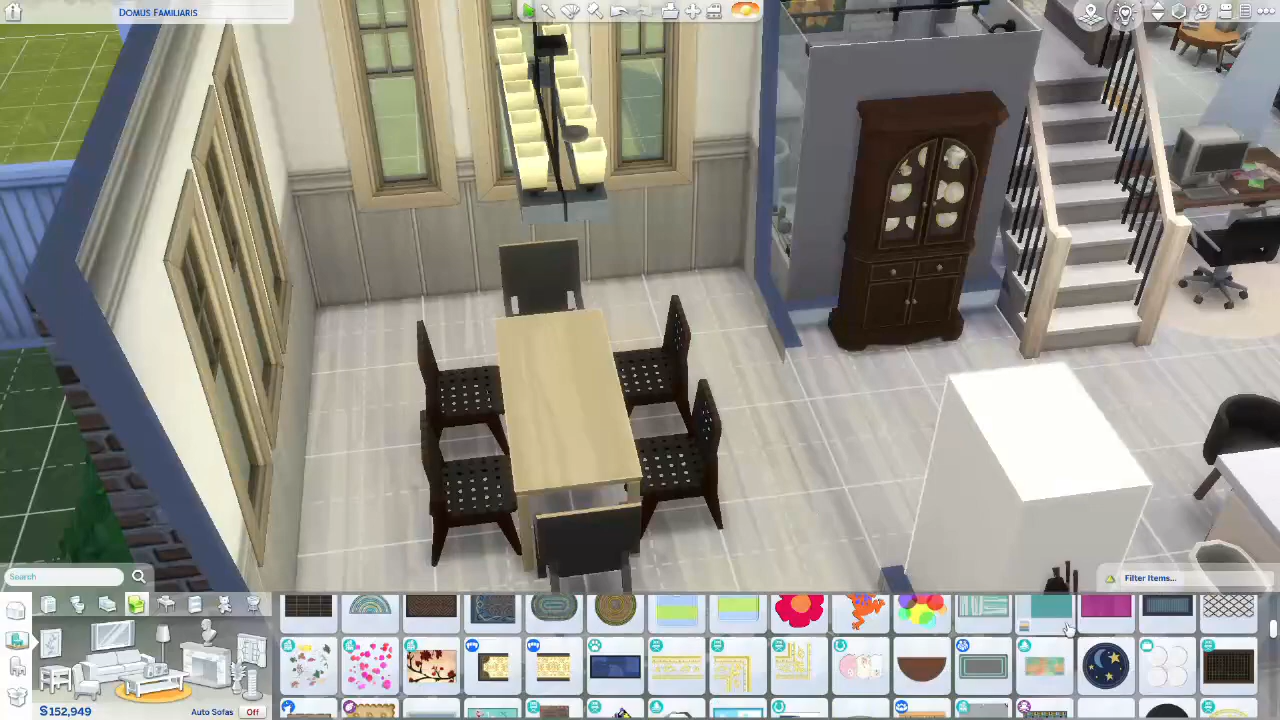 Domus Familiaris
Search
Filter Items...
§152,949
Auto Sofas
Off